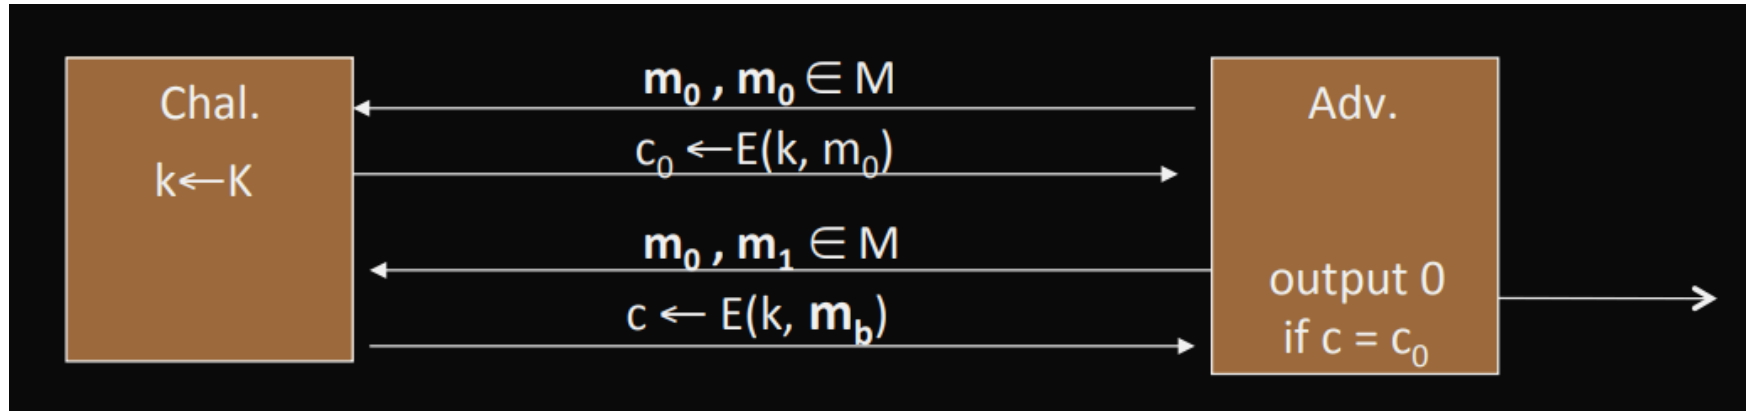 Chal.
k←K
m₀ , m₀ ∈ M
c₀ ←E(k, m₀)
m₀ , m₁ ∈ M
c ← E(k, m_b)
Adv.
output 0
if c = c₀